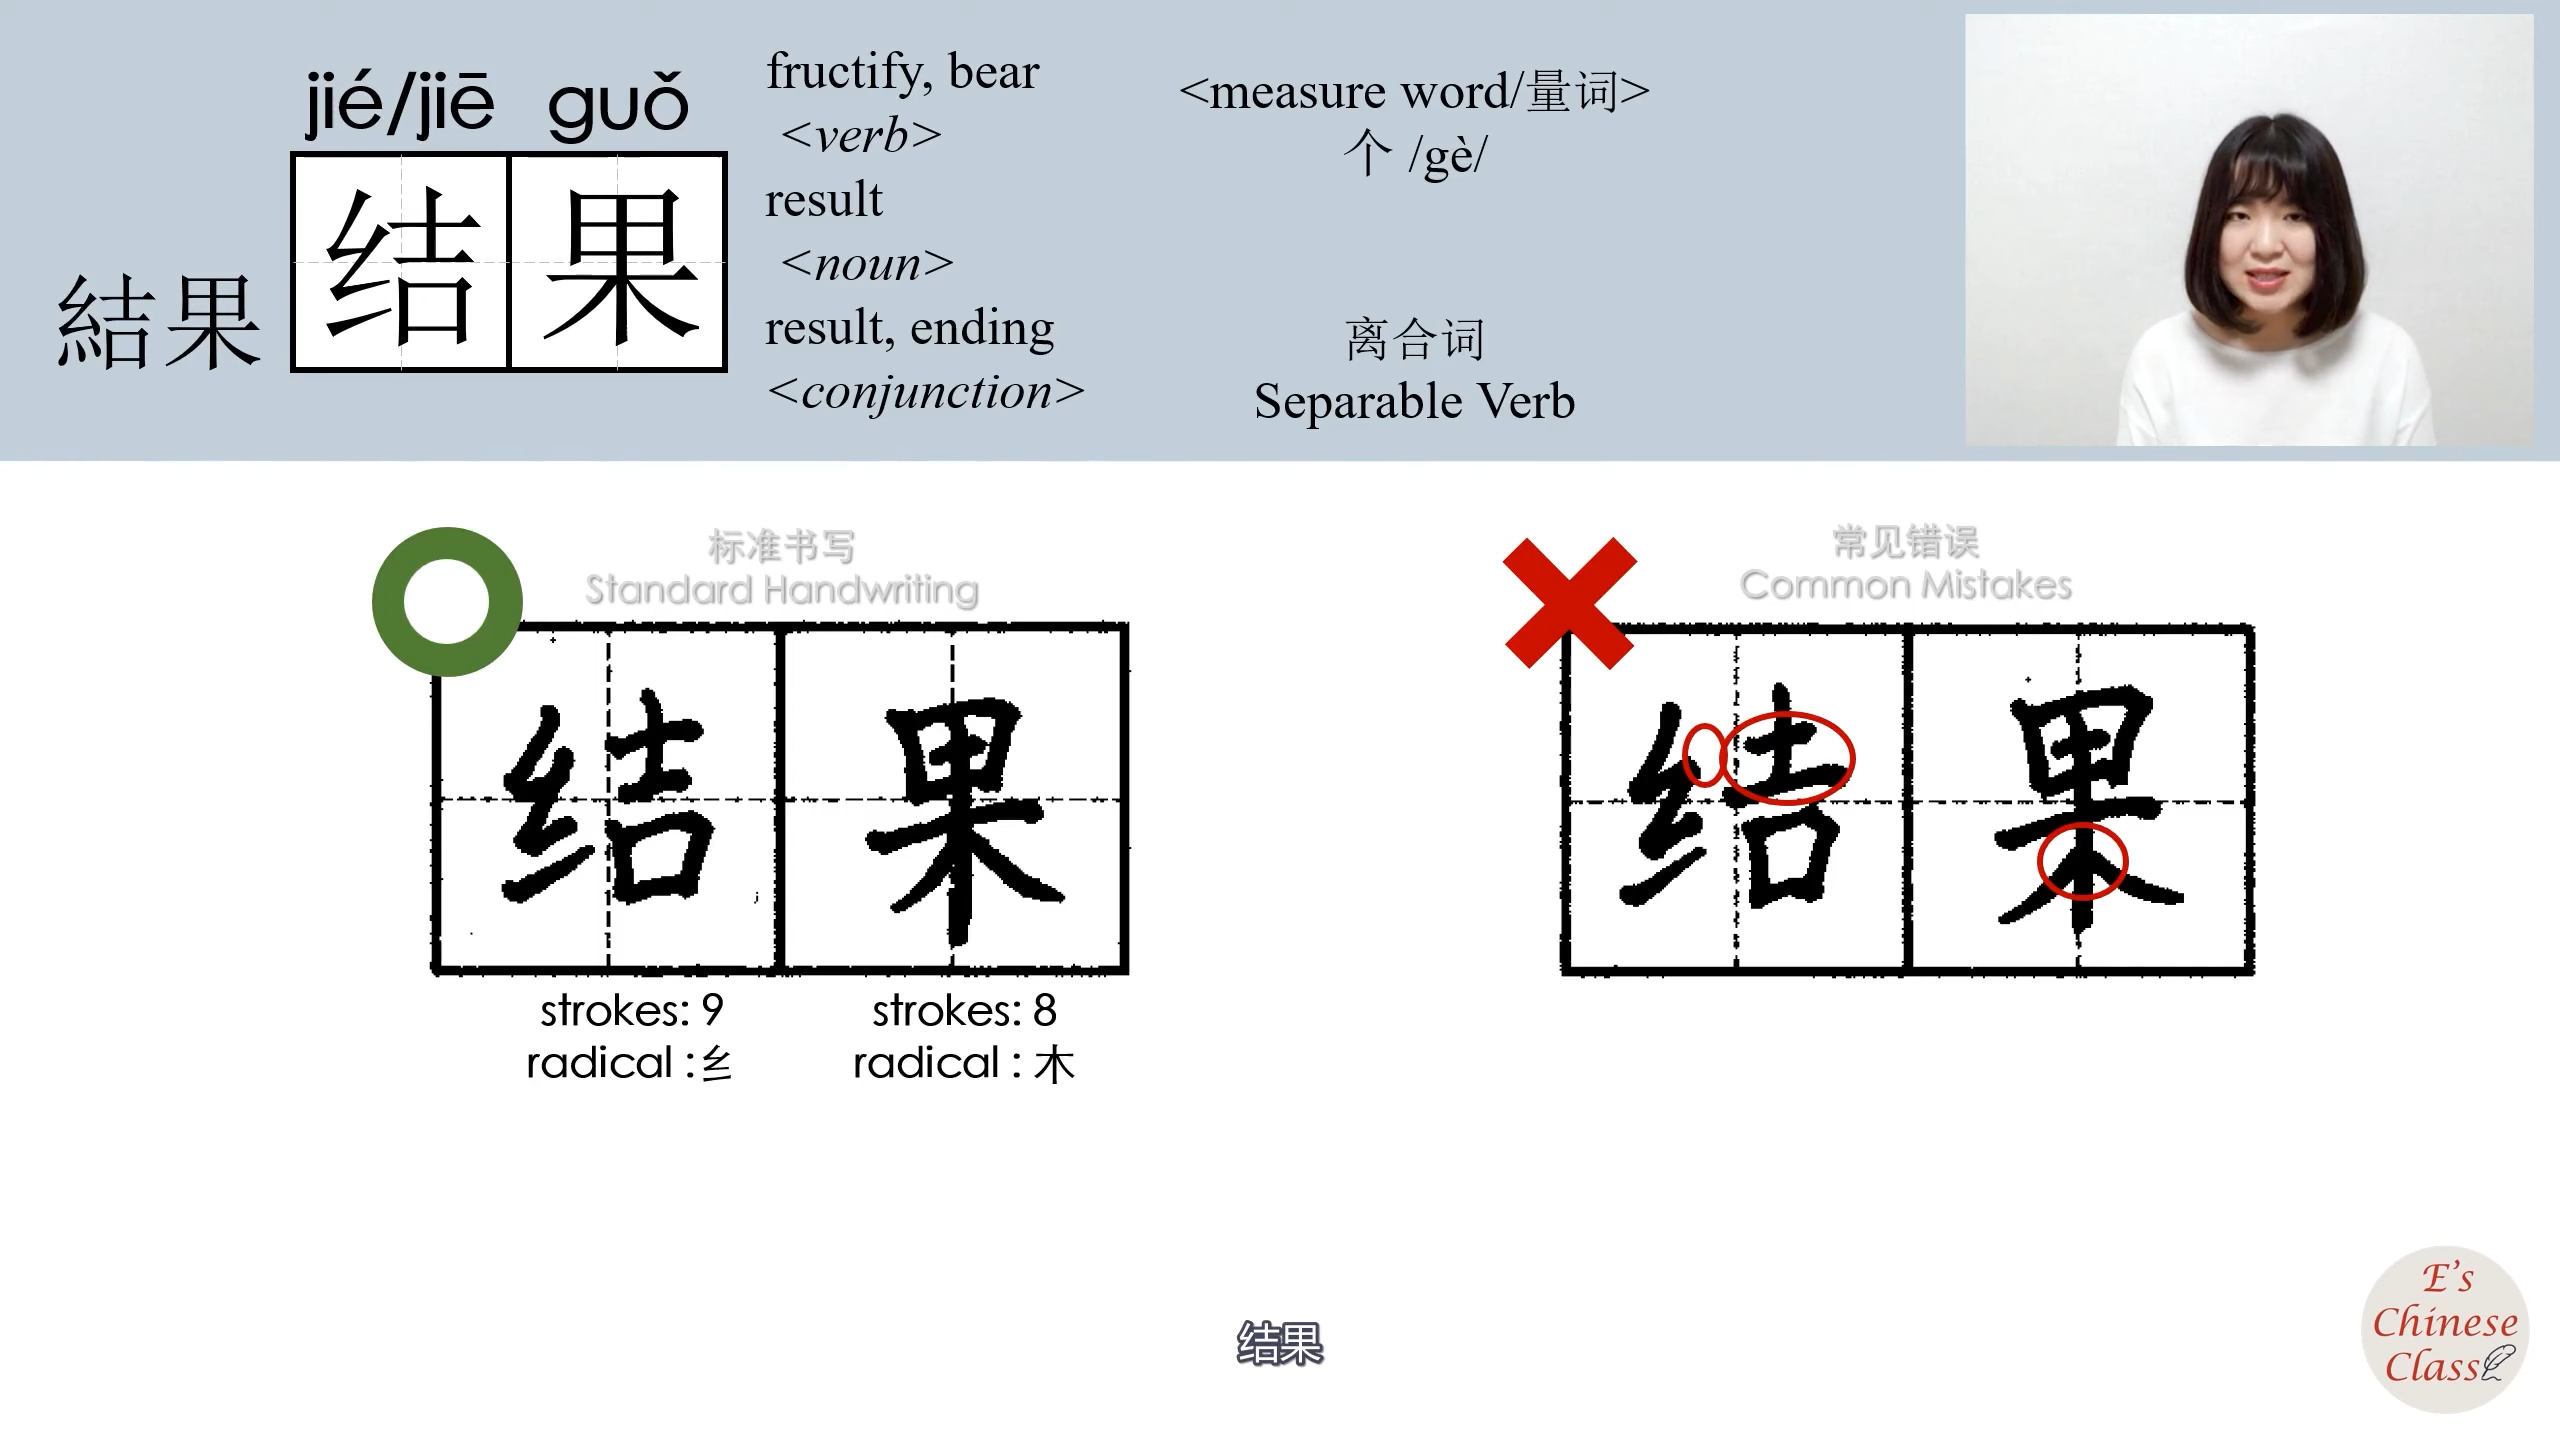 jié/jiē guǒ
結果
结果
fructify, bear
<verb>
result
<noun>
result, ending
<conjunction>
<measure word/量词>
个 /gè/
离合词
Separable Verb
标准书写
Standard Handwriting
结果
strokes: 9
radical :纟
strokes: 8
radical : 木
常见错误
Common Mistakes
结果
结果
E's
Chinese
Class